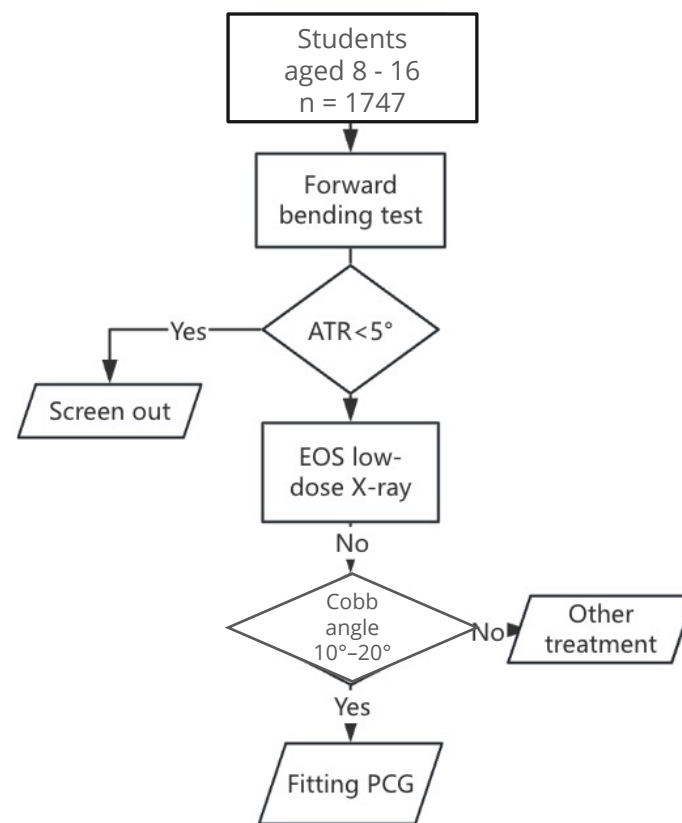 Students
aged 8 - 16
n = 1747
Forward
bending test
Yes
ATR<5°
Screen out
EOS low-
dose X-ray
No
Cobb
angle
10°–20°
No
Other
treatment
Yes
Fitting PCG